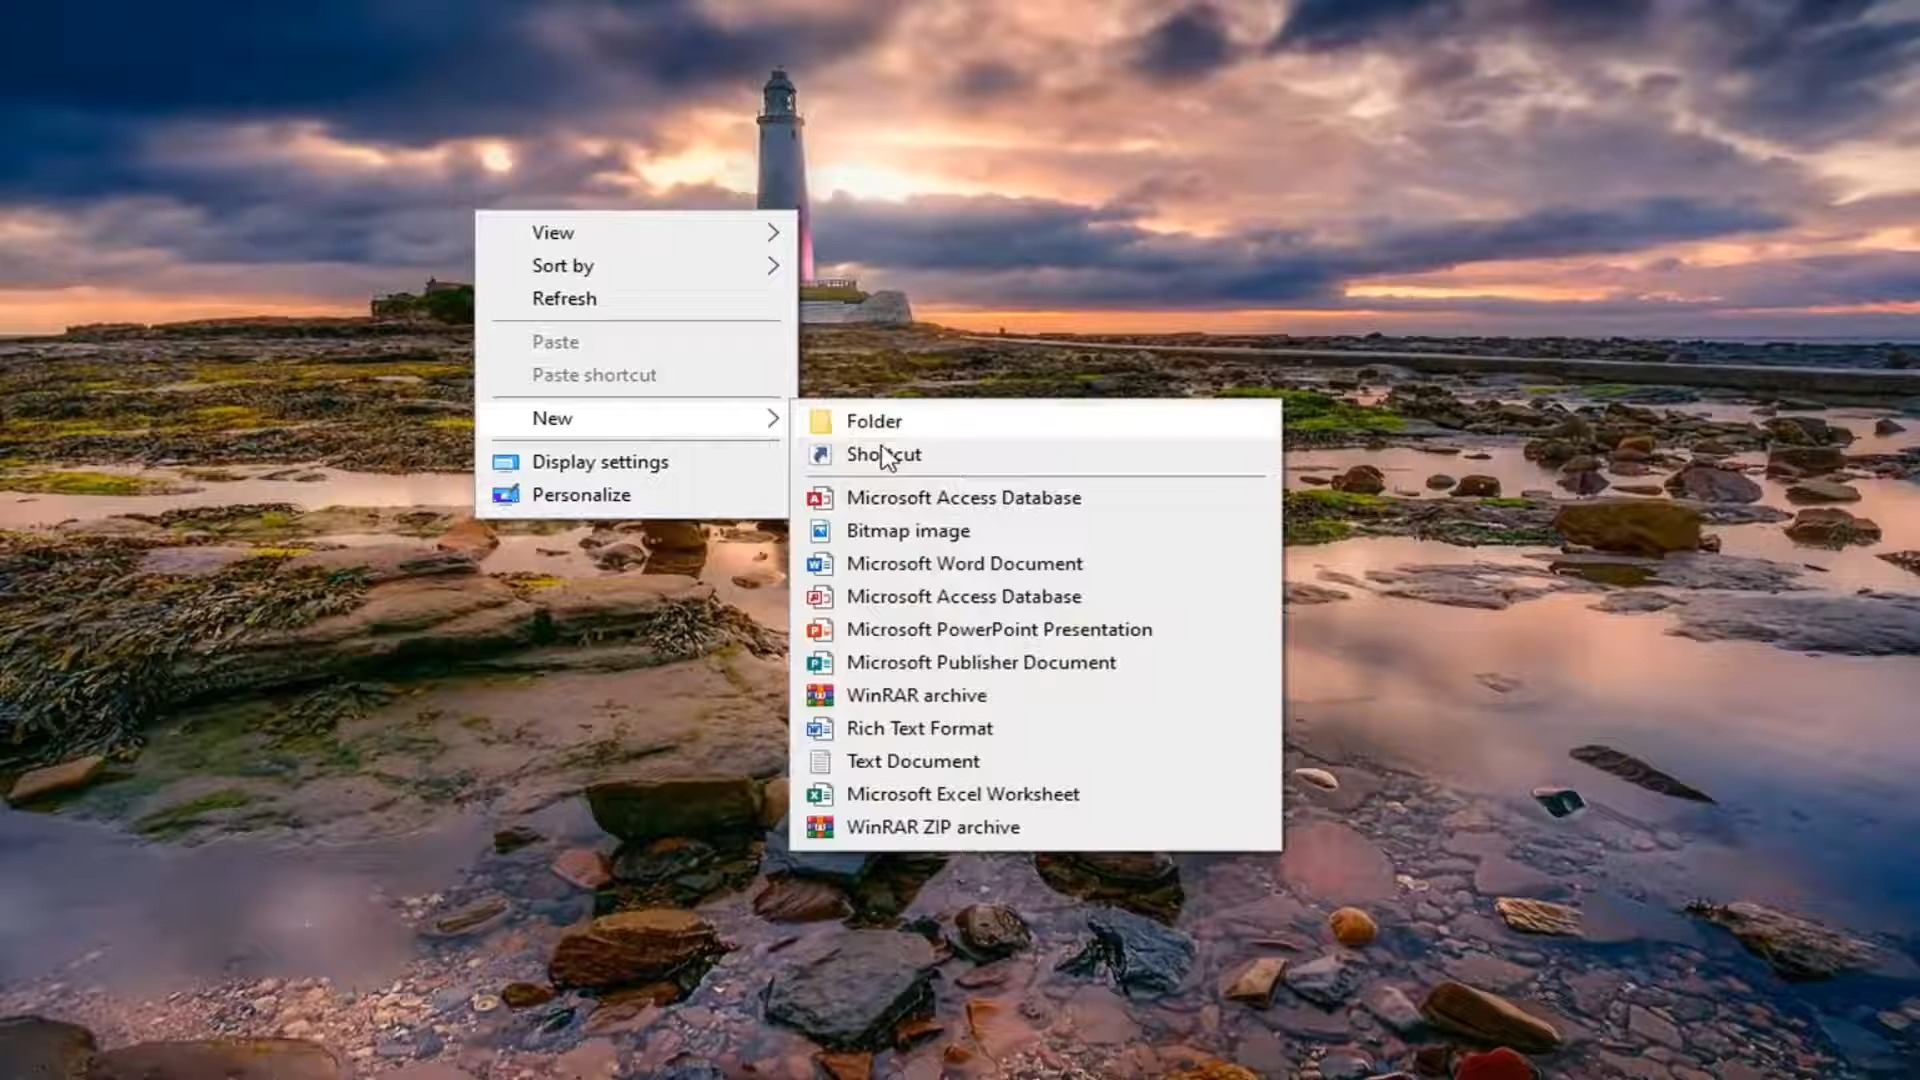 View
Sort by
Refresh
Paste
Paste shortcut
New
Display settings
Personalize
Folder
Shortcut
Microsoft Access Database
Bitmap image
Microsoft Word Document
Microsoft Access Database
Microsoft PowerPoint Presentation
Microsoft Publisher Document
WinRAR archive
Rich Text Format
Text Document
Microsoft Excel Worksheet
WinRAR ZIP archive